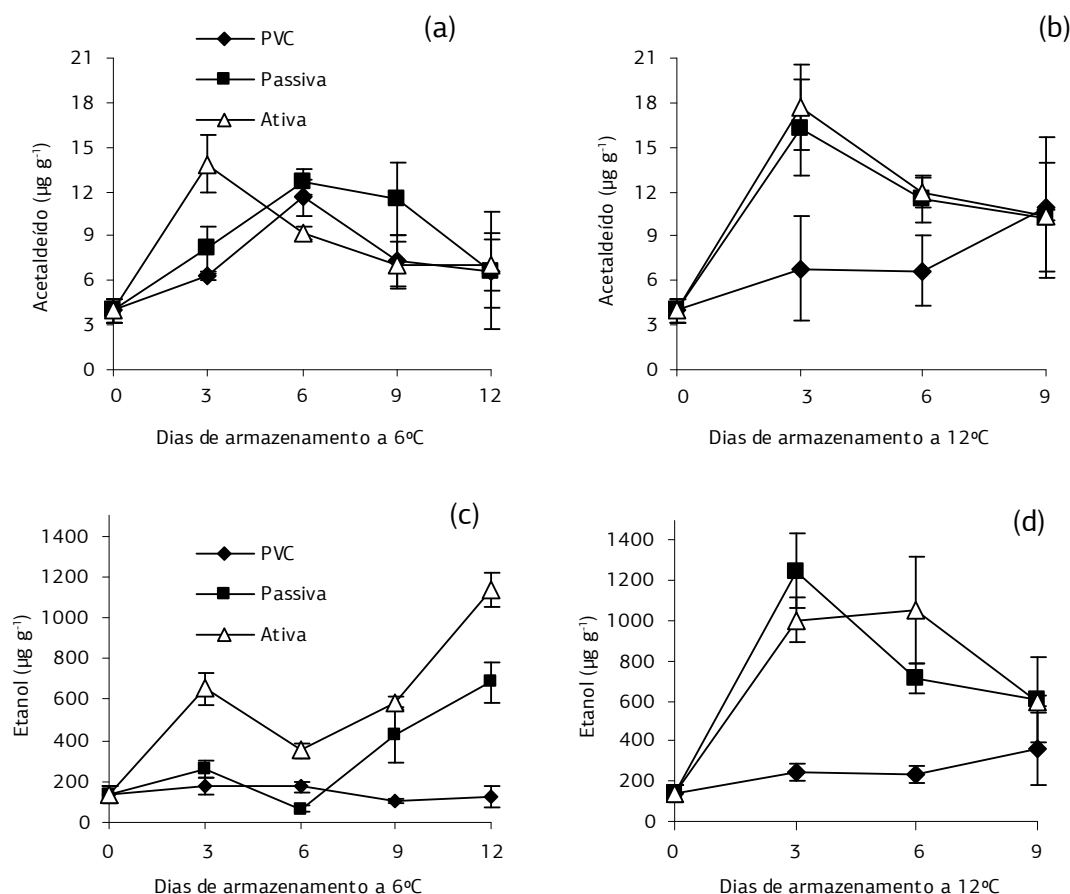 (a)
PVC
Passiva
Ativa
21
18
15
12
9
6
3
0
Acetaldeído (µg g⁻¹)
0 3 6 9 12
Dias de armazenamento a 6ºC
(b)
21
18
15
12
9
6
3
0
Acetaldeído (µg g⁻¹)
0 3 6 9
Dias de armazenamento a 12ºC
(c)
PVC
Passiva
Ativa
1400
1200
1000
800
600
400
200
0
Etanol (µg g⁻¹)
0 3 6 9 12
Dias de armazenamento a 6ºC
(d)
1400
1200
1000
800
600
400
200
0
Etanol (µg g⁻¹)
0 3 6 9
Dias de armazenamento a 12ºC